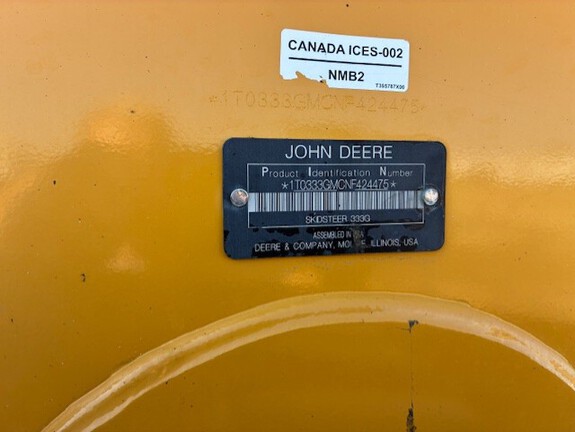 CANADA ICES-002
NMB2
T365787X00
*1T0333GMCNF424475*
JOHN DEERE
Product Identification Number
*1T0333GMCNF424475*
SKIDSTEER 333G
ASSEMBLED IN USA
DEERE & COMPANY, MOLINE, ILLINOIS, USA